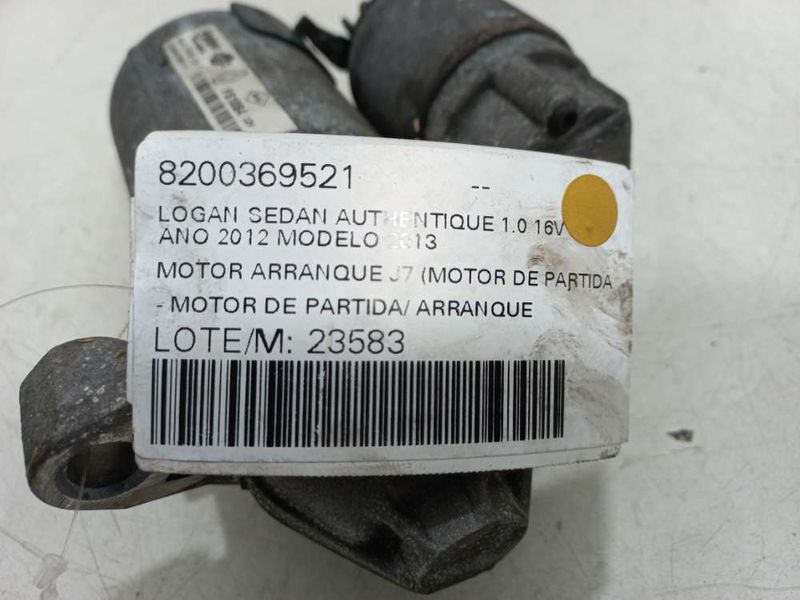 8200369521 --
LOGAN SEDAN AUTHENTIQUE 1.0 16V
ANO 2012 MODELO 2013
MOTOR ARRANQUE J7 (MOTOR DE PARTIDA
- MOTOR DE PARTIDA/ ARRANQUE
LOTE/M: 23583